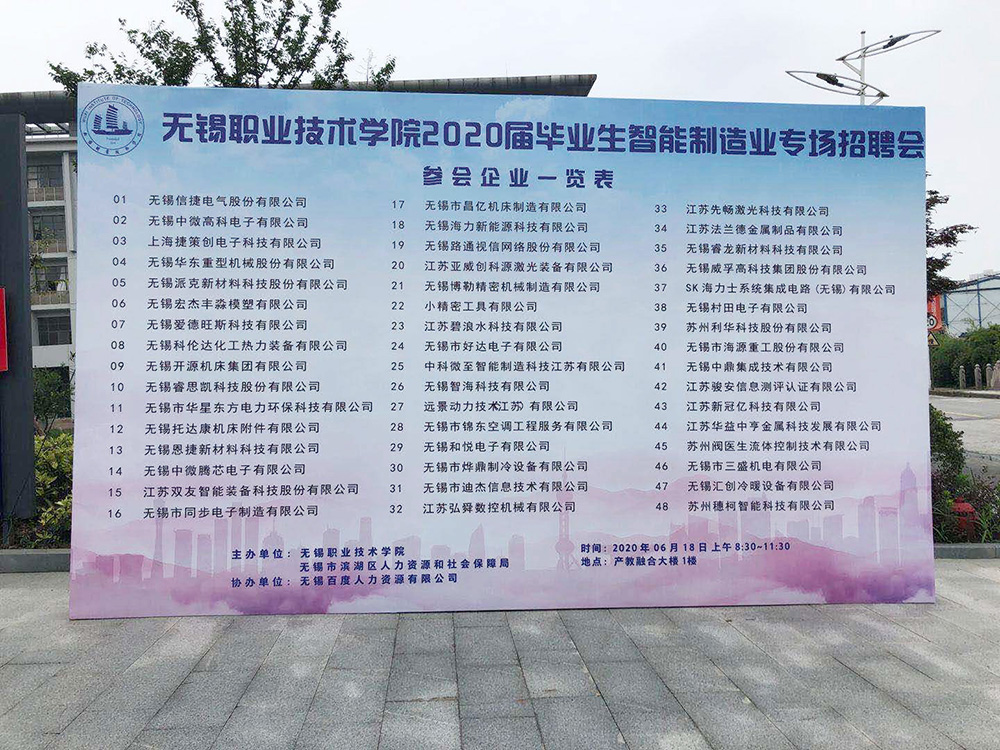 无锡职业技术学院2020届毕业生智能制造业专场招聘会
参会企业一览表
01 无锡信捷电气股份有限公司
02 无锡中微高科电子有限公司
03 上海捷策创电子科技有限公司
04 无锡华东重型机械股份有限公司
05 无锡派克新材料科技股份有限公司
06 无锡宏杰丰淼模塑有限公司
07 无锡爱德旺斯科技有限公司
08 无锡科伦达化工热力装备有限公司
09 无锡开源机床集团有限公司
10 无锡睿思凯科技股份有限公司
11 无锡市华星东方电力环保科技有限公司
12 无锡托达康机床附件有限公司
13 无锡恩捷新材料科技有限公司
14 无锡中微腾芯电子有限公司
15 江苏双友智能装备科技股份有限公司
16 无锡市同步电子制造有限公司
17 无锡市昌亿机床制造有限公司
18 无锡海力新能源科技有限公司
19 无锡路通视信网络股份有限公司
20 江苏亚威创科源激光装备有限公司
21 无锡博勒精密机械制造有限公司
22 小精密工具有限公司
23 江苏碧浪水科技有限公司
24 无锡市好达电子有限公司
25 中科微至智能制造科技江苏有限公司
26 无锡智海科技有限公司
27 远景动力技术(江苏)有限公司
28 无锡市锦东空调工程服务有限公司
29 无锡和悦电子有限公司
30 无锡市烨鼎制冷设备有限公司
31 无锡市迪杰信息技术有限公司
32 江苏弘舜数控机械有限公司
33 江苏先畅激光科技有限公司
34 江苏法兰德金属制品有限公司
35 无锡睿龙新材料科技有限公司
36 无锡威孚高科技集团股份有限公司
37 SK海力士系统集成电路(无锡)有限公司
38 无锡村田电子有限公司
39 苏州利华科技股份有限公司
40 无锡市海源重工股份有限公司
41 无锡中鼎集成技术有限公司
42 江苏骏安信息测评认证有限公司
43 江苏新冠亿科技有限公司
44 江苏华益中亨金属科技发展有限公司
45 苏州阀医生流体控制技术有限公司
46 无锡市三盛机电有限公司
47 无锡汇创冷暖设备有限公司
48 苏州穗柯智能科技有限公司
主办单位：无锡职业技术学院
无锡市滨湖区人力资源和社会保障局
协办单位：无锡百度人力资源有限公司
时间：2020年06月18日上午8:30-11:30
地点：产教融合大楼1楼